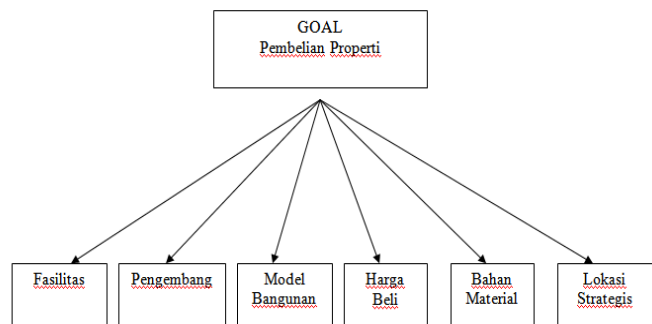 GOAL
Pembelian Properti
Fasilitas
Pengembang
Model
Bangunan
Harga
Beli
Bahan
Material
Lokasi
Strategis